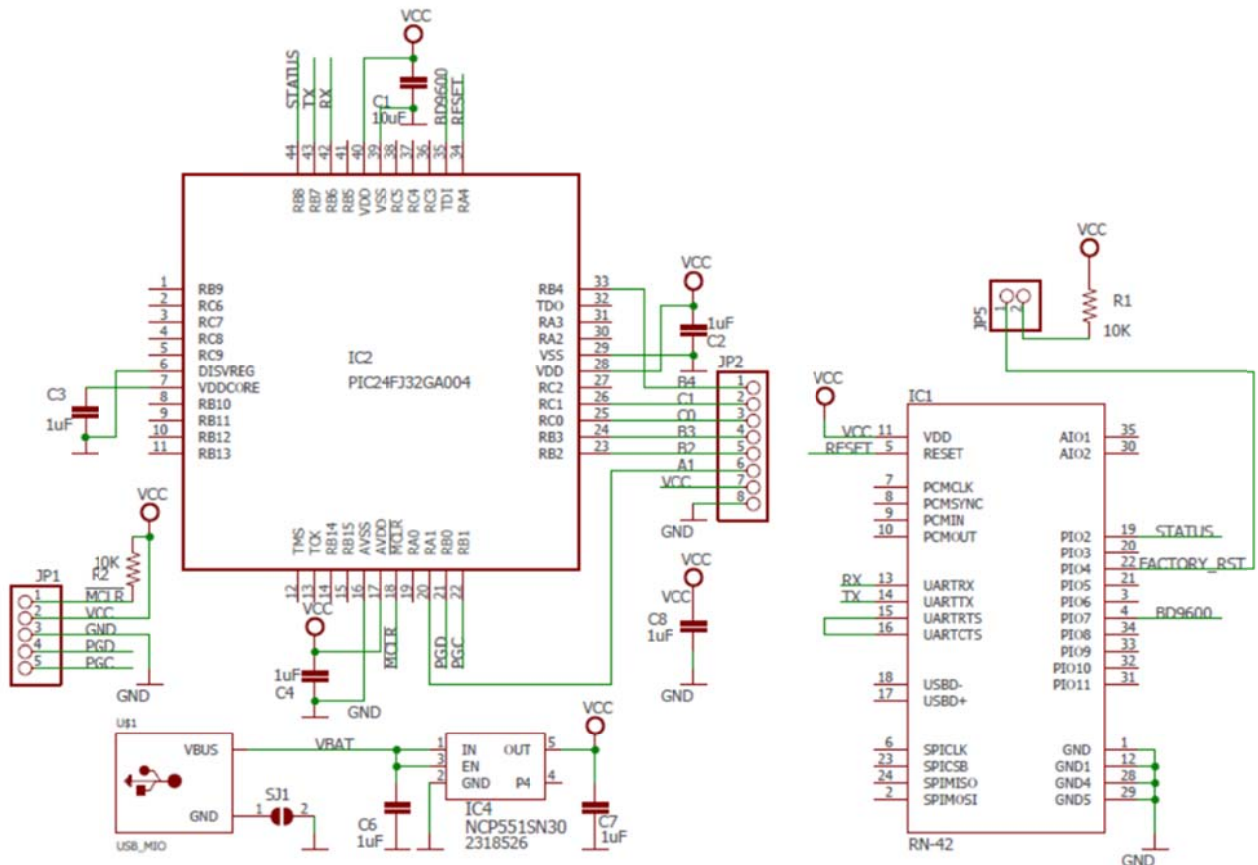 VCC
C1
10uF
STATUS
TX
RX
BD9600
RESET
44 43 42 41 40 39 38 37 36 35 34
RB8 RB7 RB6 RB5 VDD VSS RC5 RC4 RC3 TDI RA4
1 RB9
2 RC6
3 RC7
4 RC8
5 RC9
6 DISVREG
7 VDDCORE
8 RB10
9 RB11
10 RB12
11 RB13
IC2
PIC24FJ32GA004
RB4 33
TDO 32
RA3 31
RA2 30
VSS 29
VDD 28
RC2 27
RC1 26
RC0 25
RB3 24
RB2 23
TMS TCK RB14 RB15 AVSS AVDD MCLR RA0 RA1 RB0 RB1
12 13 14 15 16 17 18 19 20 21 22
MCLR
PGD
PGC
C3
1uF
VCC
1uF
C2
JP2
B4 1
C1 2
C0 3
B3 4
B2 5
A1 6
VCC 7
8
GND
VCC
10K
R2
JP1
1 MCLR
2 VCC
3 GND
4 PGD
5 PGC
GND
VCC
1uF
C4
GND
VCC
C8
1uF
GND
U$1
VBUS
GND
USB_MIO
SJ1
1 2
VBAT
1 IN
3 EN
2 GND
OUT 5
P4 4
IC4
NCP551SN30
2318526
C6
1uF
VCC
C7
1uF
VCC
R1
10K
JP5
1
2
VCC
IC1
VCC 11 VDD
RESET 5 RESET
7 PCMCLK
8 PCMSYNC
9 PCMIN
10 PCMOUT
RX 13 UARTRX
TX 14 UARTTX
15 UARTRTS
16 UARTCTS
18 USBD-
17 USBD+
6 SPICLK
23 SPICSB
24 SPIMISO
2 SPIMOSI
AIO1 35
AIO2 30
PIO2 19 STATUS
PIO3 20
PIO4 22 FACTORY_RST
PIO5 21
PIO6 3
PIO7 4 BD9600
PIO8 34
PIO9 33
PIO10 32
PIO11 31
GND 1
GND1 12
GND4 28
GND5 29
RN-42
GND